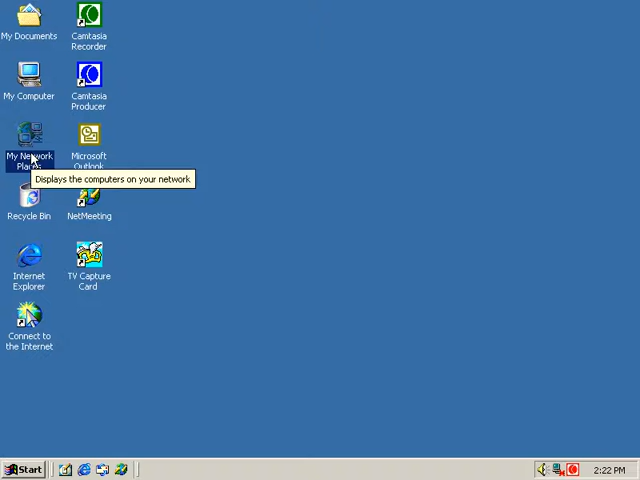 My Documents
Camtasia
Recorder
My Computer
Camtasia
Producer
My Network
Places
Microsoft
Outlook
Displays the computers on your network
Recycle Bin
NetMeeting
Internet
Explorer
TV Capture
Card
Connect to
the Internet
Start
2:22 PM